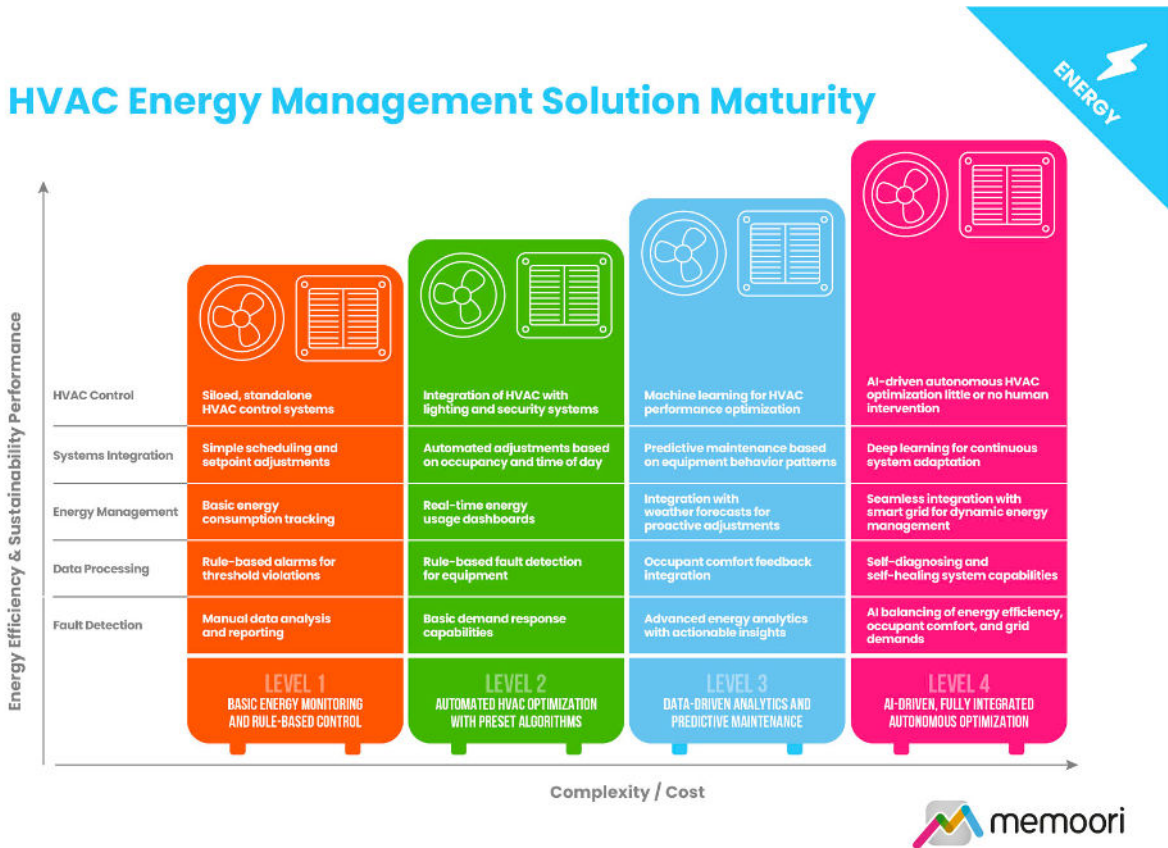 ENERGY
HVAC Energy Management Solution Maturity
Energy Efficiency & Sustainability Performance
HVAC Control
Siloed, standalone
HVAC control systems
Integration of HVAC with
lighting and security systems
Machine learning for HVAC
performance optimization
AI-driven autonomous HVAC
optimization little or no human
intervention
Systems Integration
Simple scheduling and
setpoint adjustments
Automated adjustments based
on occupancy and time of day
Predictive maintenance based
on equipment behavior patterns
Deep learning for continuous
system adaptation
Energy Management
Basic energy
consumption tracking
Real-time energy
usage dashboards
Integration with
weather forecasts for
proactive adjustments
Seamless integration with
smart grid for dynamic energy
management
Data Processing
Rule-based alarms for
threshold violations
Rule-based fault detection
for equipment
Occupant comfort feedback
integration
Self-diagnosing and
self-healing system capabilities
Fault Detection
Manual data analysis
and reporting
Basic demand response
capabilities
Advanced energy analytics
with actionable insights
AI balancing of energy efficiency,
occupant comfort, and grid
demands
LEVEL 1
BASIC ENERGY MONITORING
AND RULE-BASED CONTROL
LEVEL 2
AUTOMATED HVAC OPTIMIZATION
WITH PRESET ALGORITHMS
LEVEL 3
DATA-DRIVEN ANALYTICS AND
PREDICTIVE MAINTENANCE
LEVEL 4
AI-DRIVEN, FULLY INTEGRATED
AUTONOMOUS OPTIMIZATION
Complexity / Cost
memoori